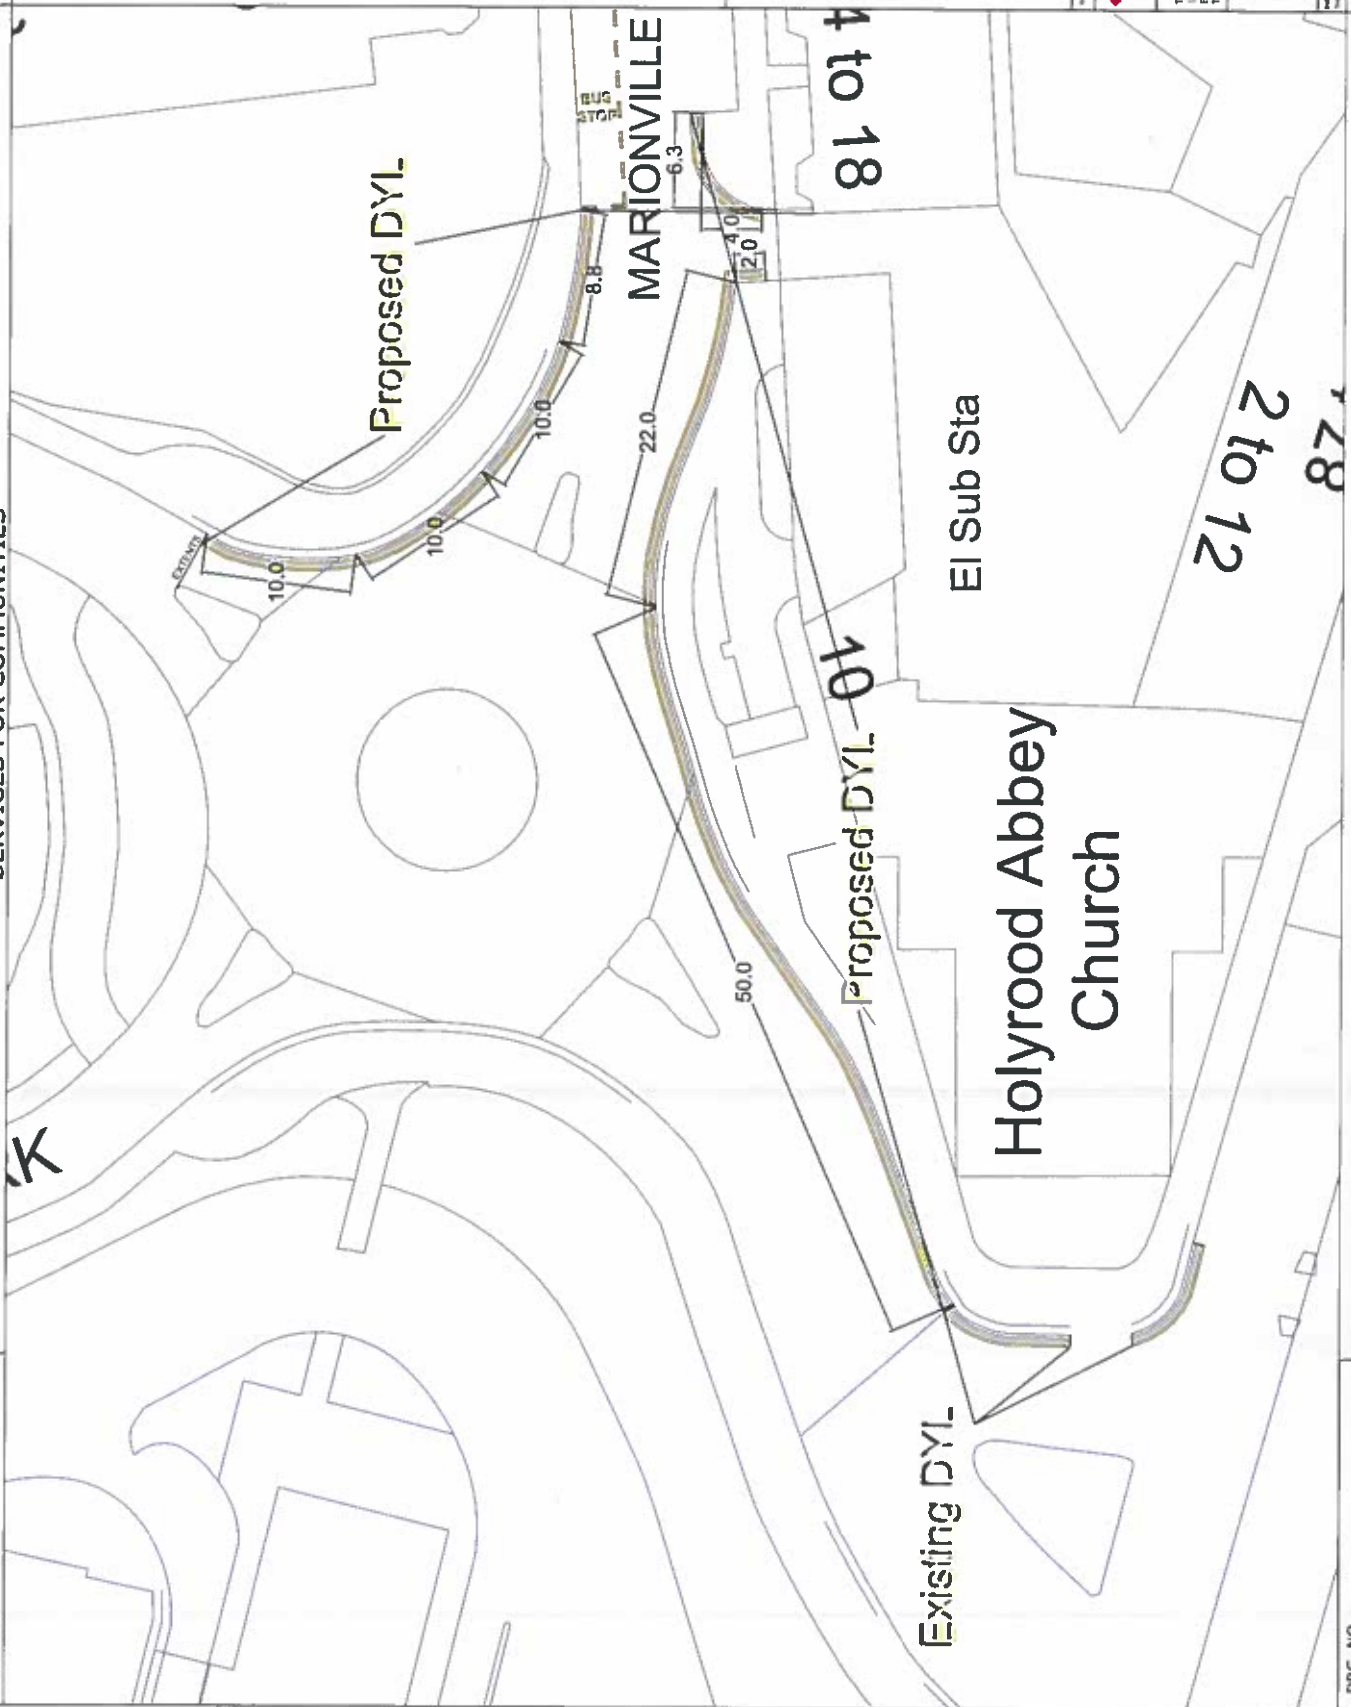 Proposed DYL
EXTENTS
10.0
10.0
10.0
8.8
BUS
STOP
MARIONVILLE
6.3
4.0
2.0
22.0
50.0
4 to 18
El Sub Sta
10
2 to 12
28
Proposed DYL
Holyrood Abbey
Church
Existing DYL